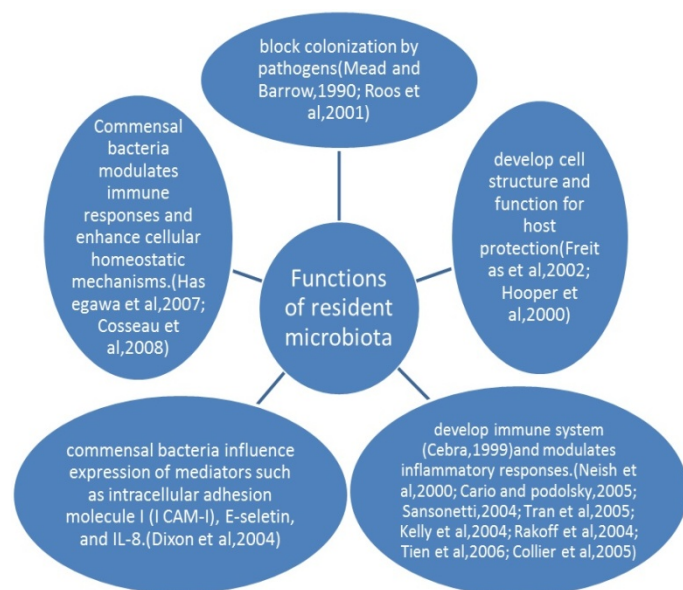 block colonization by
pathogens(Mead and
Barrow,1990; Roos
et al,2001)
Commensal
bacteria
modulates
immune
responses and
enhance cellular
homeostatic
mechanisms.(Has
egawa et al,2007;
Cosseau et
al,2008)
develop cell
structure and
function for
host
protection(Freit
as et al,2002;
Hooper et
al,2000)
Functions
of resident
microbiota
commensal bacteria influence
expression of mediators such
as intracellular adhesion
molecule I (I CAM-I), E-seletin,
and IL-8.(Dixon et al,2004)
develop immune system
(Cebra,1999)and modulates
inflammatory responses.(Neish et
al,2000; Cario and podolsky,2005;
Sansonetti,2004; Tran et al,2005;
Kelly et al,2004; Rakoff et al,2004;
Tien et al,2006; Collier et al,2005)